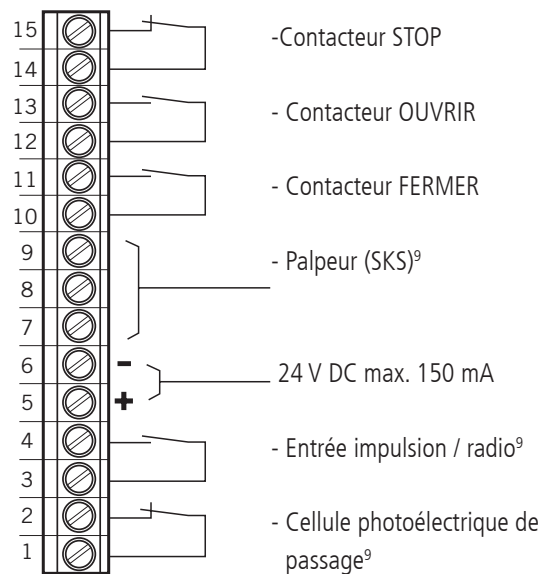 15
-Contacteur STOP
14
13
- Contacteur OUVRIR
12
11
- Contacteur FERMER
10
9
- Palpeur (SKS)⁹
8
7
6 -
24 V DC max. 150 mA
5 +
4
- Entrée impulsion / radio⁹
3
2
- Cellule photoélectrique de
passage⁹
1